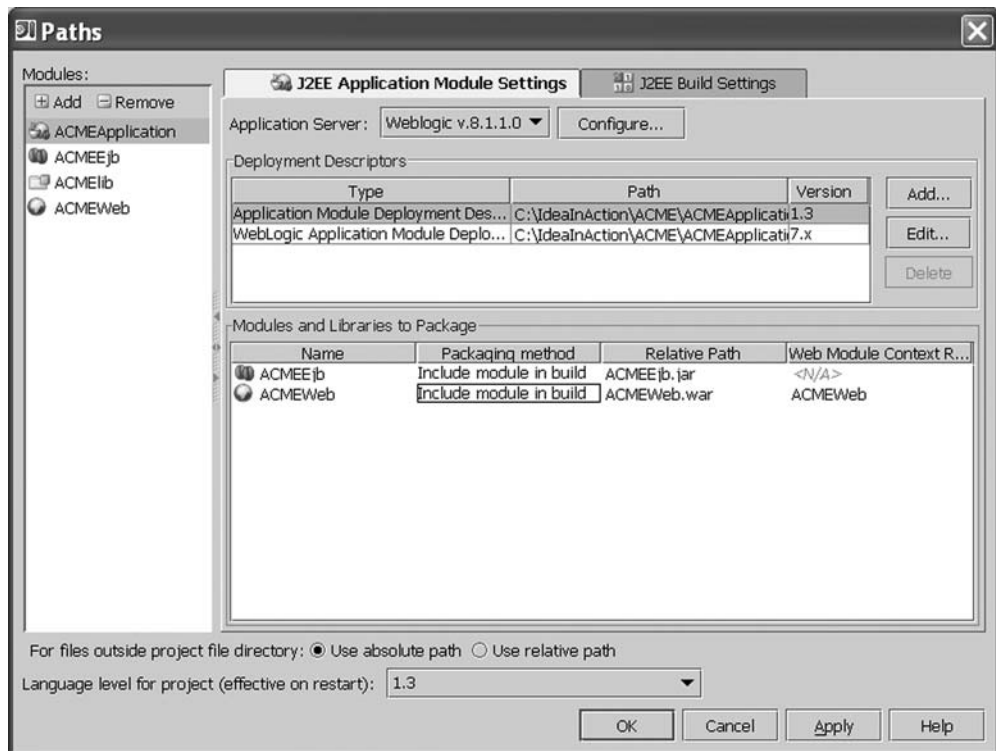 Paths
Modules:
Add Remove
ACMEApplication
ACMEEjb
ACMElib
ACMEWeb
J2EE Application Module Settings J2EE Build Settings
Application Server: Weblogic v.8.1.1.0 Configure...
Deployment Descriptors
Type Path Version
Application Module Deployment Des... C:\IdeaInAction\ACME\ACMEApplicati 1.3
WebLogic Application Module Deplo... C:\IdeaInAction\ACME\ACMEApplicati 7.x
Add...
Edit...
Delete
Modules and Libraries to Package
Name Packaging method Relative Path Web Module Context R...
ACMEEjb Include module in build ACMEEjb.jar <N/A>
ACMEWeb Include module in build ACMEWeb.war ACMEWeb
For files outside project file directory: Use absolute path Use relative path
Language level for project (effective on restart): 1.3
OK Cancel Apply Help